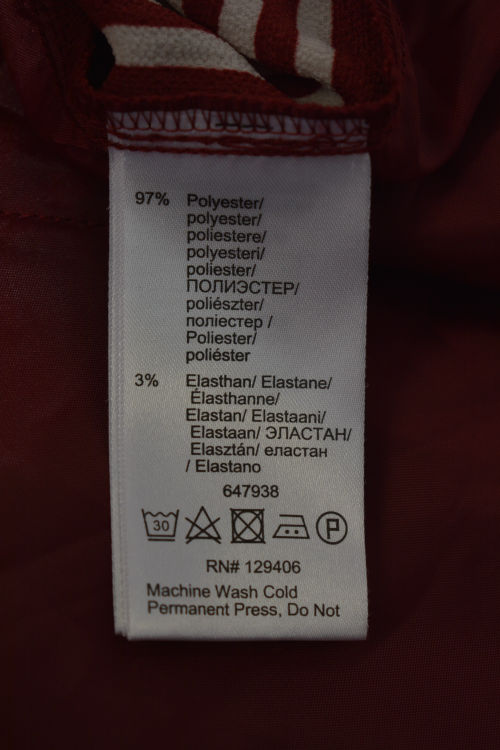 97% Polyester/
polyester/
poliestere/
polyesteri/
poliester/
ПОЛИЭСТЕР/
poliészter/
поліестер /
Poliester/
poliéster
3% Elasthan/ Elastane/
Élasthanne/
Elastan/ Elastaani/
Elastaan/ ЭЛАСТАН/
Elasztán/ еластан
/ Elastano
647938
30 P
RN# 129406
Machine Wash Cold
Permanent Press, Do Not